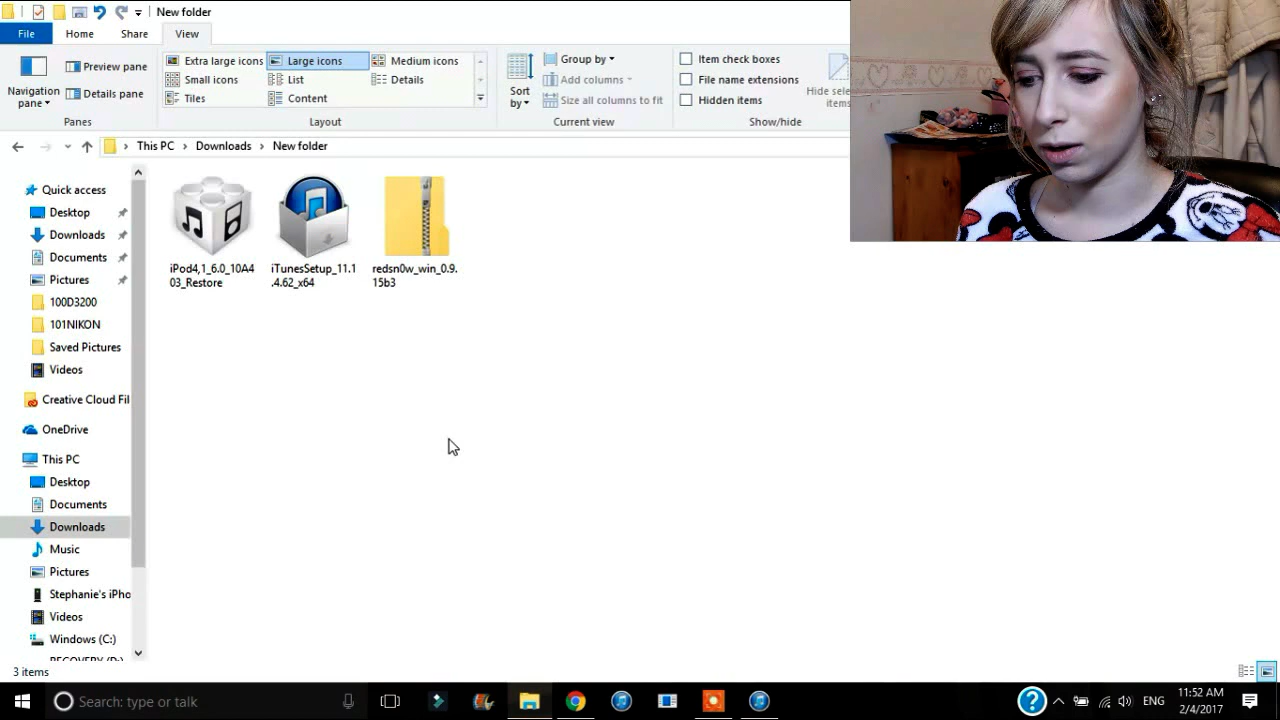 New folder
File
Home
Share
View
Navigation
pane
Preview pane
Details pane
Panes
Extra large icons
Large icons
Medium icons
Small icons
List
Details
Tiles
Content
Layout
Sort
by
Group by
Add columns
Size all columns to fit
Current view
Item check boxes
File name extensions
Hidden items
Hide sele
items
Show/hide
This PC
Downloads
New folder
Quick access
Desktop
Downloads
Documents
Pictures
100D3200
101NIKON
Saved Pictures
Videos
Creative Cloud Fil
OneDrive
This PC
Desktop
Documents
Downloads
Music
Pictures
Stephanie's iPho
Videos
Windows (C:)
RECOVERY (D:)
iPod4,1_6.0_10A4
03_Restore
iTunesSetup_11.1
.4.62_x64
redsn0w_win_0.9.
15b3
3 items
Search: type or talk
ENG
11:52 AM
2/4/2017